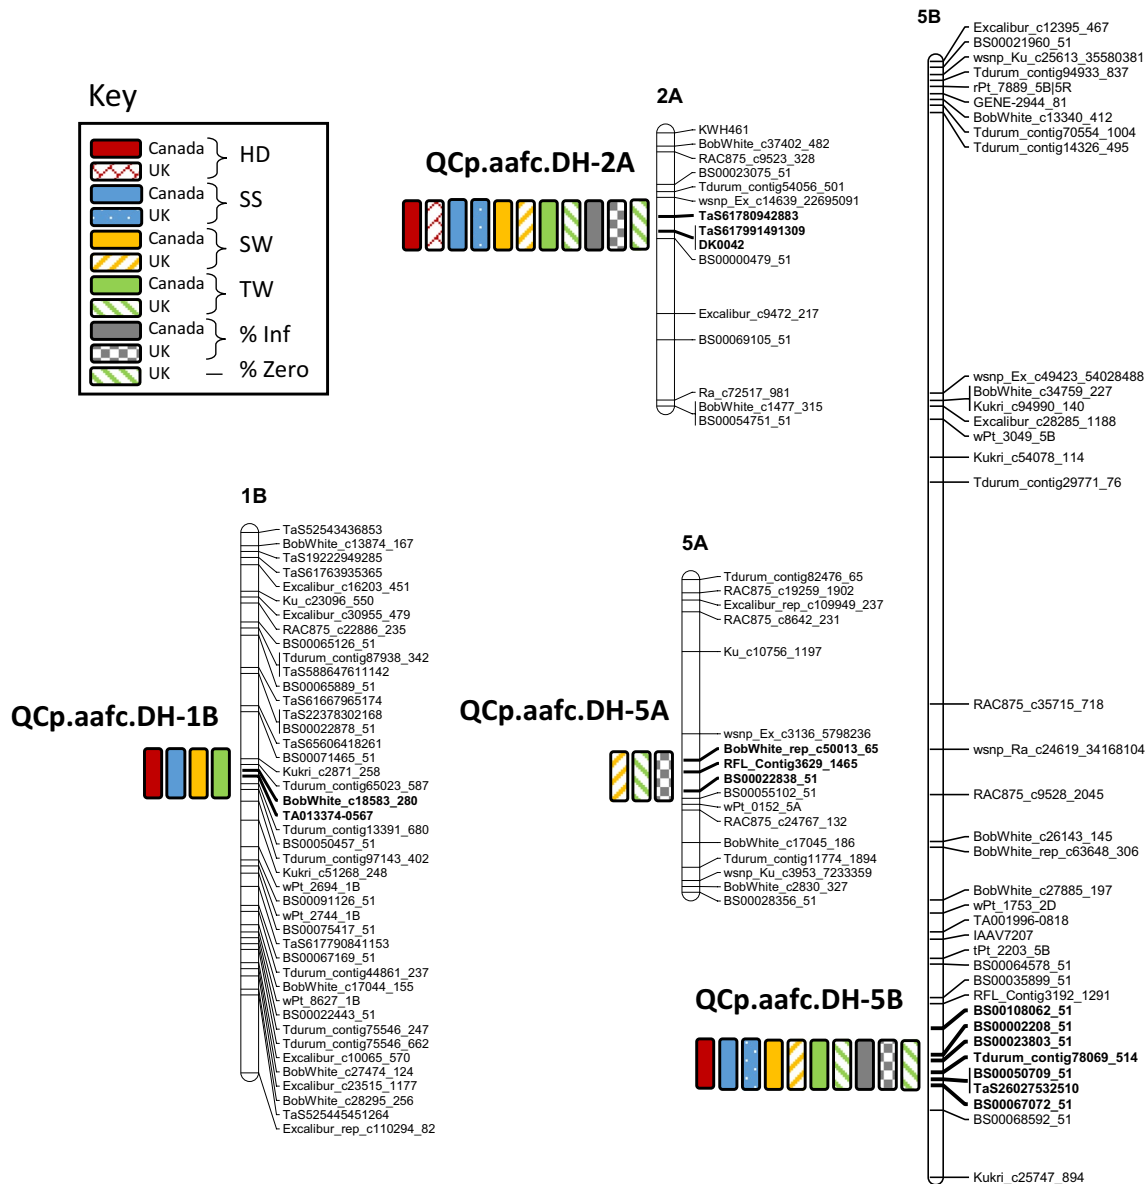 Key
Canada
UK
HD
Canada
UK
SS
Canada
UK
SW
Canada
UK
TW
Canada
UK
% Inf
UK
% Zero
QCp.aafc.DH-2A
2A
KWH461
BobWhite_c37402_482
RAC875_c9523_328
BS00023075_51
Tdurum_contig54056_501
wsnp_Ex_c14639_22695091
TaS61780942883
TaS617991491309
DK0042
BS00000479_51
Excalibur_c9472_217
BS00069105_51
Ra_c72517_981
BobWhite_c1477_315
BS00054751_51
QCp.aafc.DH-1B
1B
TaS52543436853
BobWhite_c13874_167
TaS19222949285
TaS61763935365
Excalibur_c16203_451
Ku_c23096_550
Excalibur_c30955_479
RAC875_c22886_235
BS00065126_51
Tdurum_contig87938_342
TaS588647611142
BS00065889_51
TaS61667965174
TaS22378302168
BS00022878_51
TaS65606418261
BS00071465_51
Kukri_c2871_258
Tdurum_contig65023_587
BobWhite_c18583_280
TA013374-0567
Tdurum_contig13391_680
BS00050457_51
Tdurum_contig97143_402
Kukri_c51268_248
wPt_2694_1B
BS00091126_51
wPt_2744_1B
BS00075417_51
TaS617790841153
BS00067169_51
Tdurum_contig44861_237
BobWhite_c17044_155
wPt_8627_1B
BS00022443_51
Tdurum_contig75546_247
Tdurum_contig75546_662
Excalibur_c10065_570
BobWhite_c27474_124
Excalibur_c23515_1177
BobWhite_c28295_256
TaS525445451264
Excalibur_rep_c110294_82
QCp.aafc.DH-5A
5A
Tdurum_contig82476_65
RAC875_c19259_1902
Excalibur_rep_c109949_237
RAC875_c8642_231
Ku_c10756_1197
wsnp_Ex_c3136_5798236
BobWhite_rep_c50013_65
RFL_Contig3629_1465
BS00022838_51
BS00055102_51
wPt_0152_5A
RAC875_c24767_132
BobWhite_c17045_186
Tdurum_contig11774_1894
wsnp_Ku_c3953_7233359
BobWhite_c2830_327
BS00028356_51
QCp.aafc.DH-5B
5B
Excalibur_c12395_467
BS00021960_51
wsnp_Ku_c25613_35580381
Tdurum_contig94933_837
rPt_7889_5B|5R
GENE-2944_81
BobWhite_c13340_412
Tdurum_contig70554_1004
Tdurum_contig14326_495
wsnp_Ex_c49423_54028488
BobWhite_c34759_227
Kukri_c94990_140
Excalibur_c28285_1188
wPt_3049_5B
Kukri_c54078_114
Tdurum_contig29771_76
RAC875_c35715_718
wsnp_Ra_c24619_34168104
RAC875_c9528_2045
BobWhite_c26143_145
BobWhite_rep_c63648_306
BobWhite_c27885_197
wPt_1753_2D
TA001996-0818
IAAV7207
tPt_2203_5B
BS00064578_51
BS00035899_51
RFL_Contig3192_1291
BS00108062_51
BS00002208_51
BS00023803_51
Tdurum_contig78069_514
BS00050709_51
TaS26027532510
BS00067072_51
BS00068592_51
Kukri_c25747_894